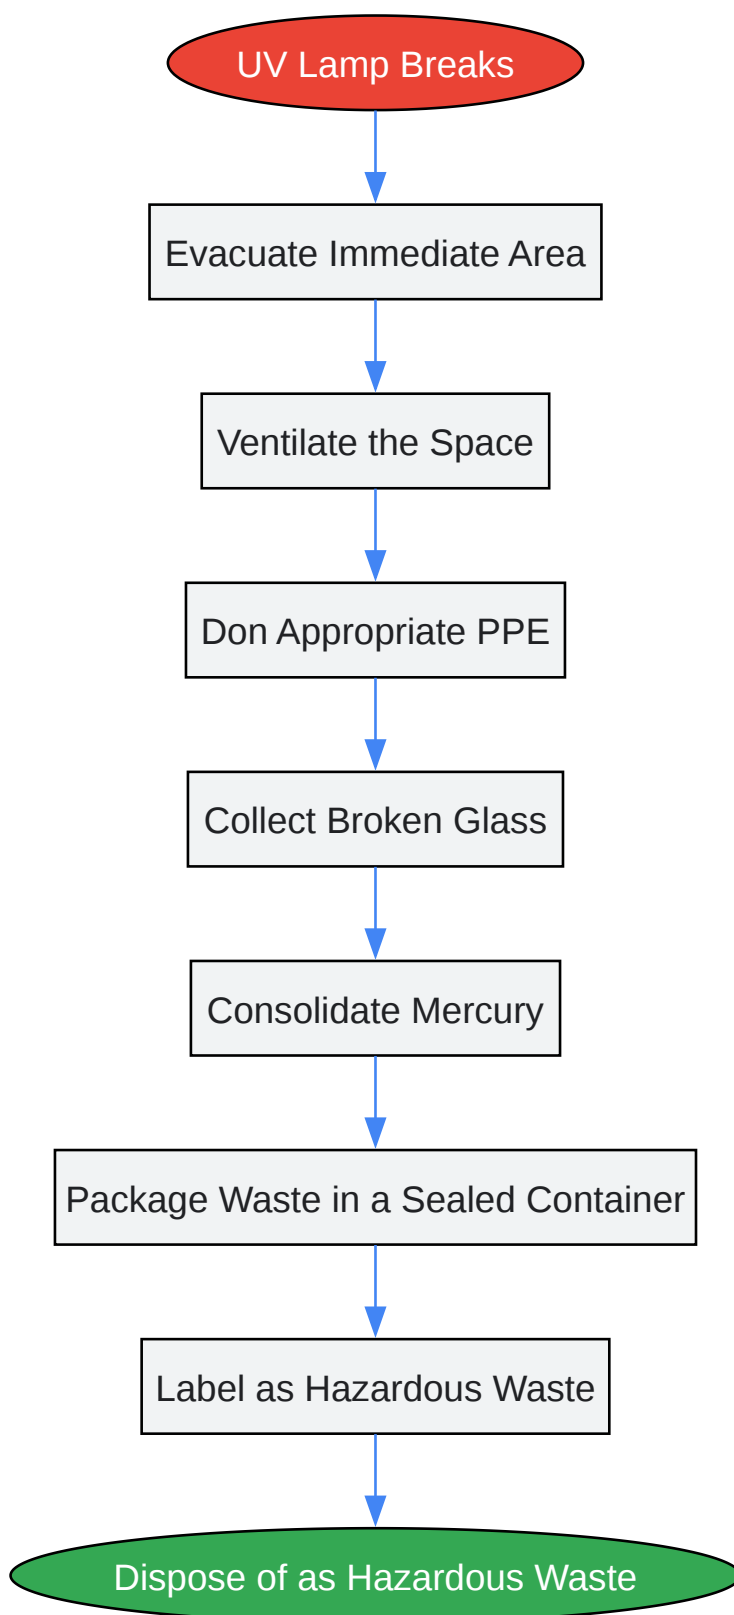 UV Lamp Breaks
Evacuate Immediate Area
Ventilate the Space
Don Appropriate PPE
Collect Broken Glass
Consolidate Mercury
Package Waste in a Sealed Container
Label as Hazardous Waste
Dispose of as Hazardous Waste